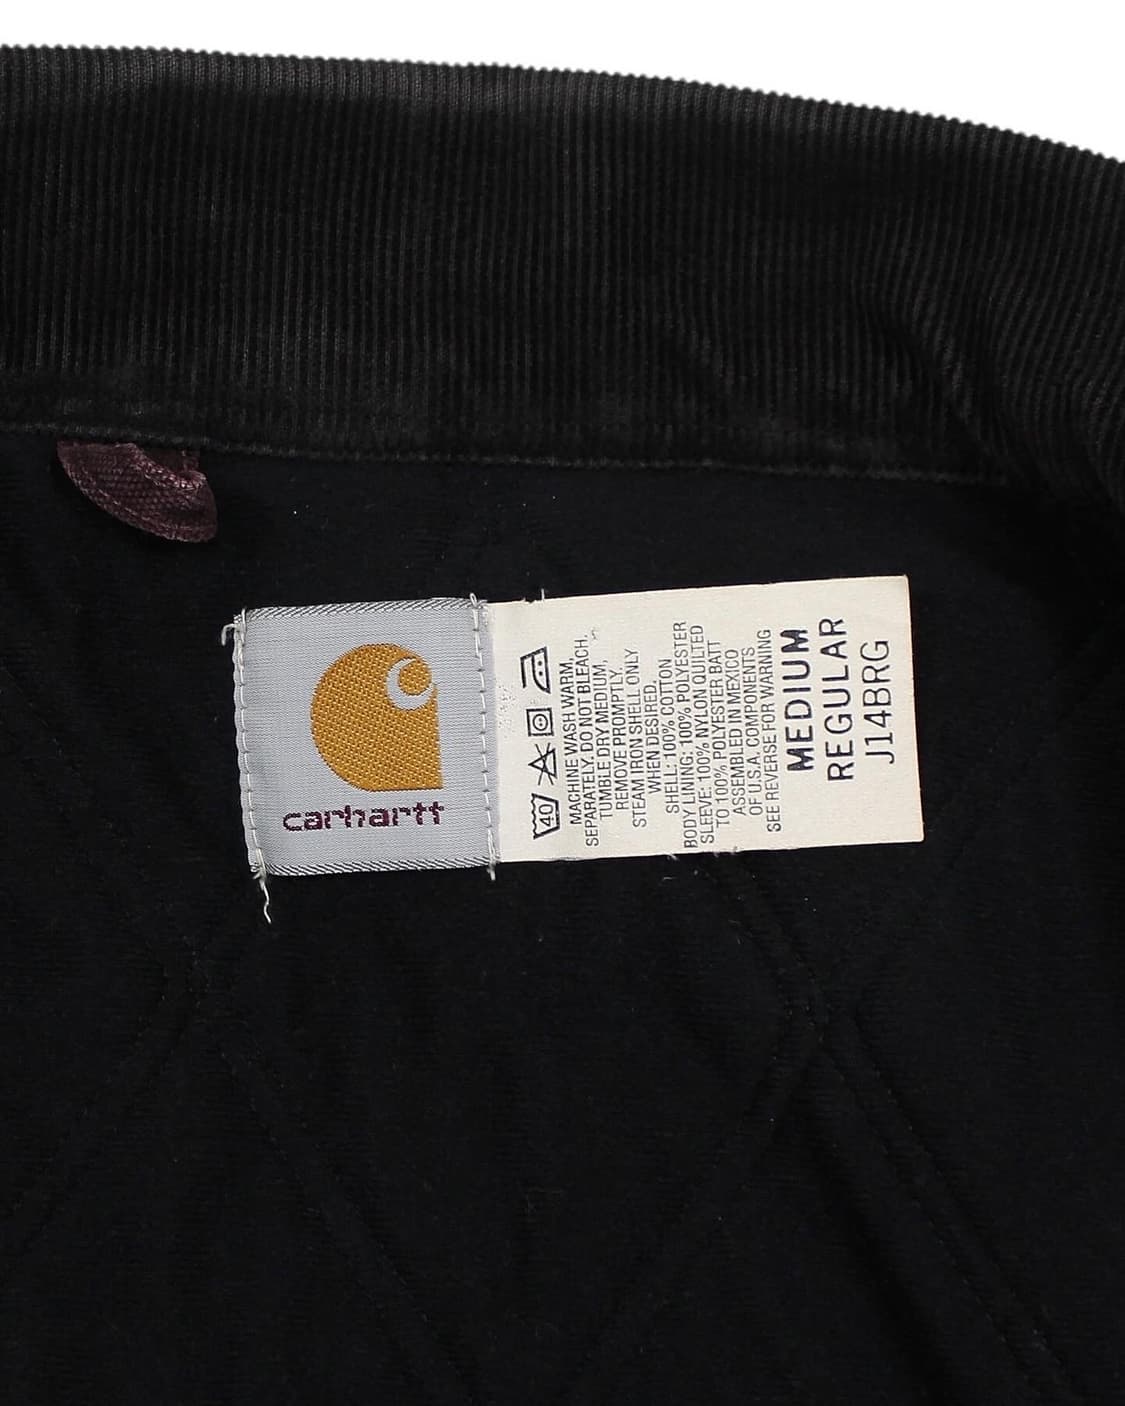 carhartt
40
MACHINE WASH WARM,
SEPARATELY. DO NOT BLEACH.
TUMBLE DRY MEDIUM,
REMOVE PROMPTLY.
STEAM IRON SHELL ONLY
WHEN DESIRED.
SHELL: 100% COTTON
BODY LINING: 100% POLYESTER
SLEEVE: 100% NYLON QUILTED
TO 100% POLYESTER BATT
ASSEMBLED IN MEXICO
OF U.S.A. COMPONENTS
SEE REVERSE FOR WARNING
MEDIUM
REGULAR
J14BRG